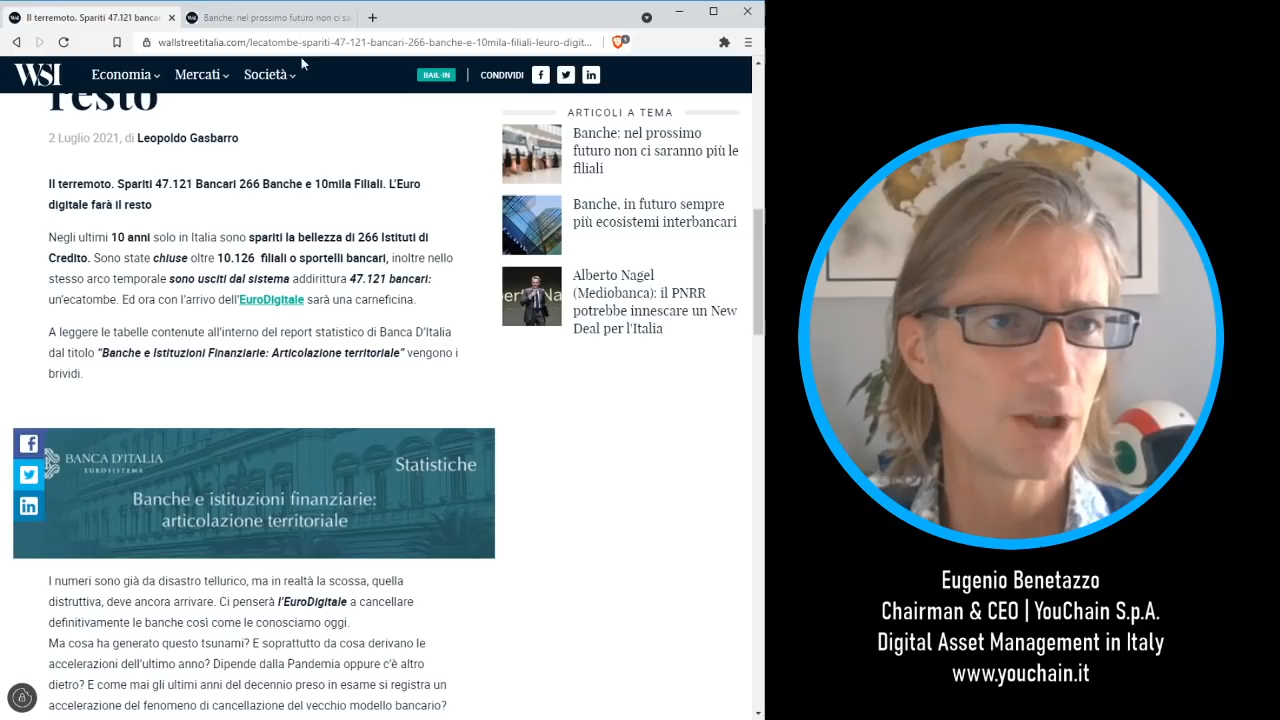 Il terremoto. Spariti 47.121 banca
Banche: nel prossimo futuro non ci sa
wallstreetitalia.com/lecatombe-spariti-47-121-bancari-266-banche-e-10mila-filiali-leuro-digit...
WSI
Economia
Mercati
Società
BAIL-IN
CONDIVIDI
resto
2 Luglio 2021, di Leopoldo Gasbarro
Il terremoto. Spariti 47.121 Bancari 266 Banche e 10mila Filiali. L'Euro
digitale farà il resto
Negli ultimi 10 anni solo in Italia sono spariti la bellezza di 266 Istituti di
Credito. Sono state chiuse oltre 10.126 filiali o sportelli bancari, inoltre nello
stesso arco temporale sono usciti dal sistema addirittura 47.121 bancari:
un'ecatombe. Ed ora con l'arrivo dell'EuroDigitale sarà una carneficina.
A leggere le tabelle contenute all'interno del report statistico di Banca D'Italia
dal titolo "Banche e Istituzioni Finanziarie: Articolazione territoriale" vengono i
brividi.
BANCA D'ITALIA
EUROSISTEMA
Statistiche
Banche e istituzioni finanziarie:
articolazione territoriale
I numeri sono già da disastro tellurico, ma in realtà la scossa, quella
distruttiva, deve ancora arrivare. Ci penserà l'EuroDigitale a cancellare
definitivamente le banche così come le conosciamo oggi.
Ma cosa ha generato questo tsunami? E soprattutto da cosa derivano le
accelerazioni dell'ultimo anno? Dipende dalla Pandemia oppure c'è altro
dietro? E come mai gli ultimi anni del decennio preso in esame si registra un
accelerazione del fenomeno di cancellazione del vecchio modello bancario?
ARTICOLI A TEMA
Banche: nel prossimo
futuro non ci saranno più le
filiali
Banche, in futuro sempre
più ecosistemi interbancari
Alberto Nagel
(Mediobanca): il PNRR
potrebbe innescare un New
Deal per l'Italia
Eugenio Benetazzo
Chairman & CEO | YouChain S.p.A.
Digital Asset Management in Italy
www.youchain.it